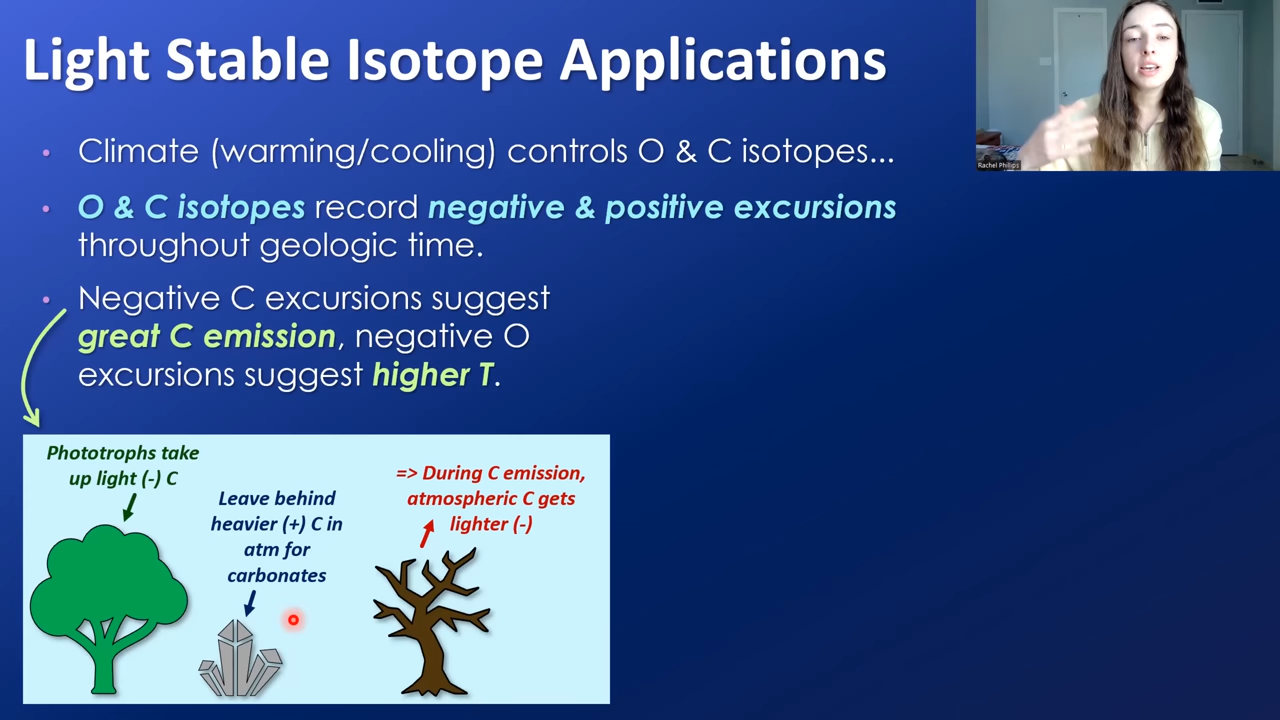 Light Stable Isotope Applications
Rachel Phillips
• Climate (warming/cooling) controls O & C isotopes...
• O & C isotopes record negative & positive excursions
throughout geologic time.
• Negative C excursions suggest
great C emission, negative O
excursions suggest higher T.
Phototrophs take
up light (-) C
Leave behind
heavier (+) C in
atm for
carbonates
=> During C emission,
atmospheric C gets
lighter (-)